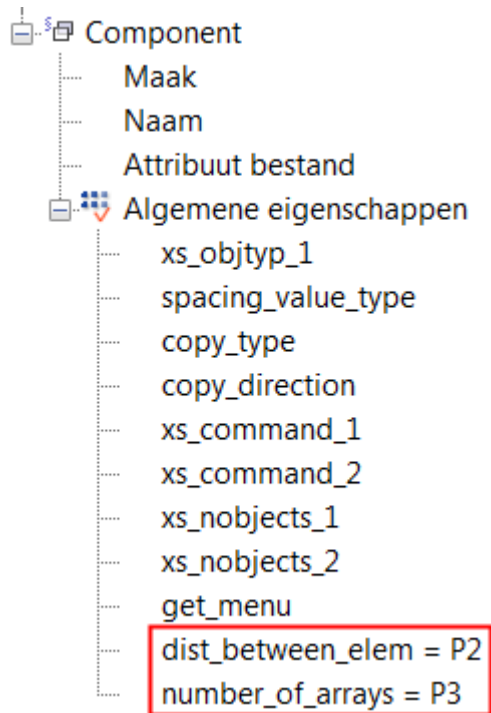 Component
Maak
Naam
Attribuut bestand
Algemene eigenschappen
xs_objtyp_1
spacing_value_type
copy_type
copy_direction
xs_command_1
xs_command_2
xs_nobjects_1
xs_nobjects_2
get_menu
dist_between_elem = P2
number_of_arrays = P3